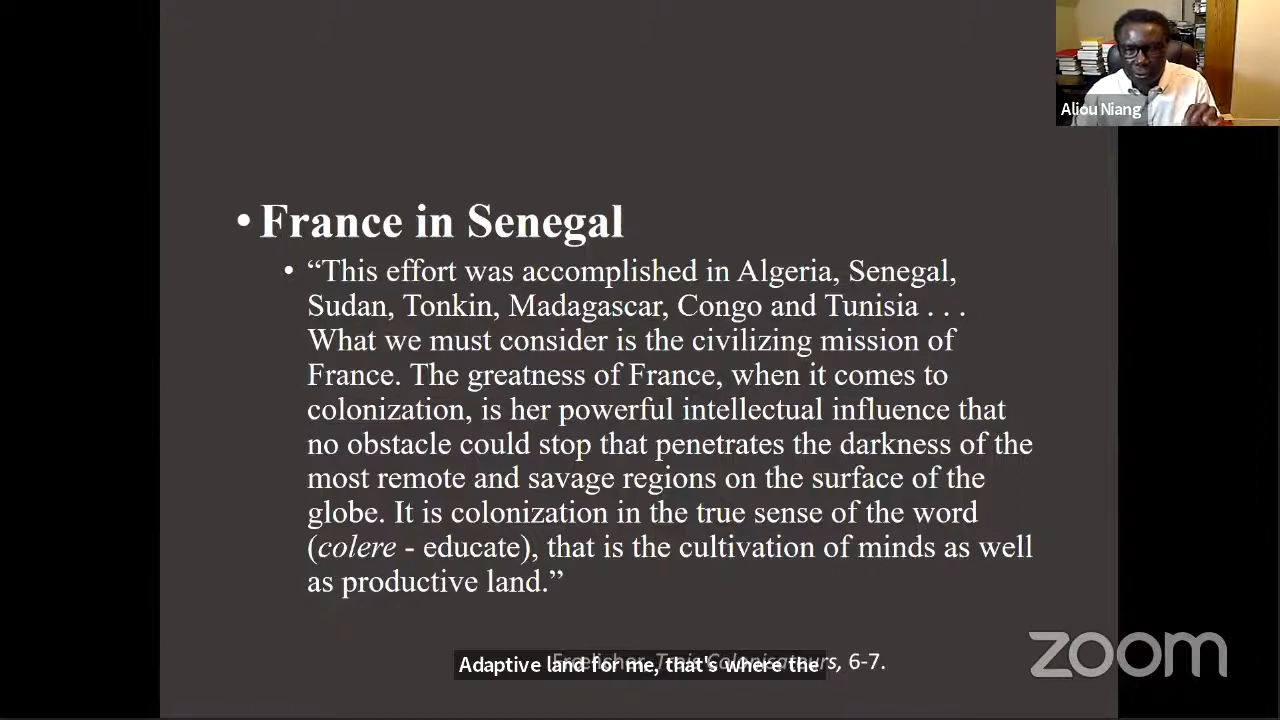 Aliou Niang
• France in Senegal
• “This effort was accomplished in Algeria, Senegal,
Sudan, Tonkin, Madagascar, Congo and Tunisia . . .
What we must consider is the civilizing mission of
France. The greatness of France, when it comes to
colonization, is her powerful intellectual influence that
no obstacle could stop that penetrates the darkness of the
most remote and savage regions on the surface of the
globe. It is colonization in the true sense of the word
(colere - educate), that is the cultivation of minds as well
as productive land.”
Colonisateurs, 6-7.
Adaptive land for me, that's where the
zoom